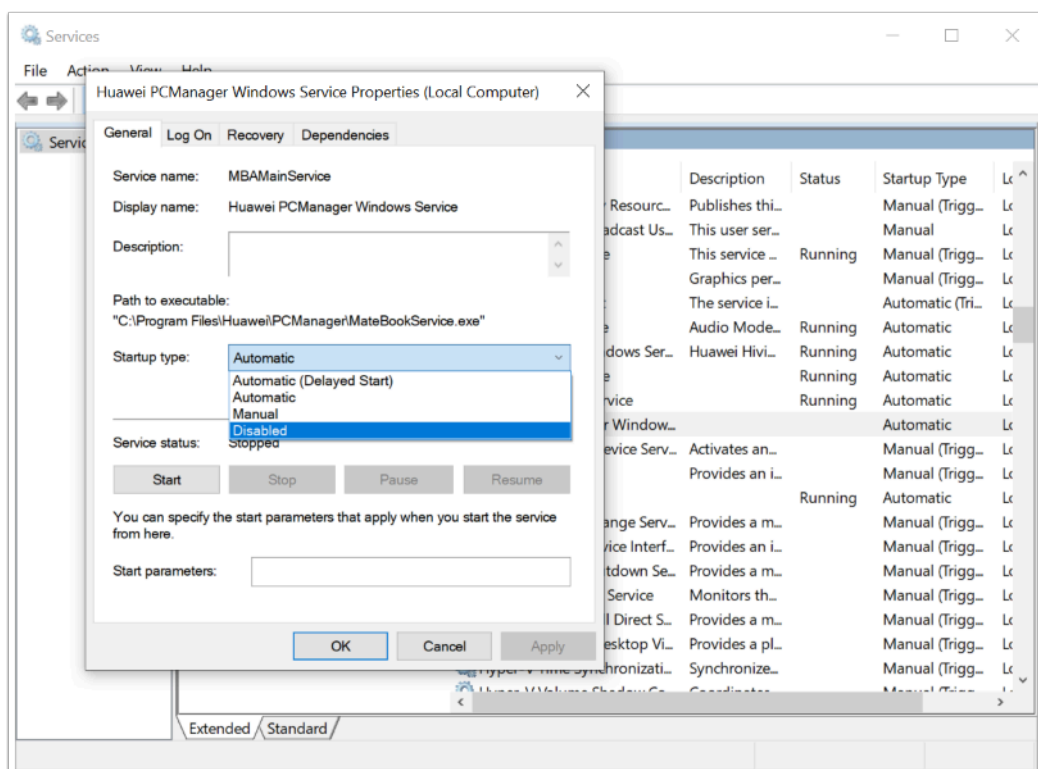 Services
File Action View Help
Huawei PCManager Windows Service Properties (Local Computer)
General Log On Recovery Dependencies
Service name: MBAMainService
Display name: Huawei PCManager Windows Service
Description:
Path to executable:
"C:\Program Files\Huawei\PCManager\MateBookService.exe"
Startup type: Automatic
Automatic (Delayed Start)
Automatic
Manual
Disabled
Service status: Stopped
Start Stop Pause Resume
You can specify the start parameters that apply when you start the service
from here.
Start parameters:
OK Cancel Apply
Servic
Description Status Startup Type
Resourc... Publishes thi... Manual (Trigg...
adcast Us... This user ser... Manual
This service ... Running Manual (Trigg...
Graphics per... Manual (Trigg...
The service i... Automatic (Tri...
Audio Mode... Running Automatic
dows Ser... Huawei Hivi... Running Automatic
Running Automatic
rvice Running Automatic
r Window... Automatic
evice Serv... Activates an... Manual (Trigg...
Provides an i... Manual (Trigg...
Running Automatic
ange Serv... Provides a m... Manual (Trigg...
vice Interf... Provides an i... Manual (Trigg...
tdown Se... Provides a m... Manual (Trigg...
Service Monitors th... Manual (Trigg...
l Direct S... Provides a m... Manual (Trigg...
esktop Vi... Provides a pl... Manual (Trigg...
Synchronizati... Synchronize... Manual (Trigg...
Extended Standard